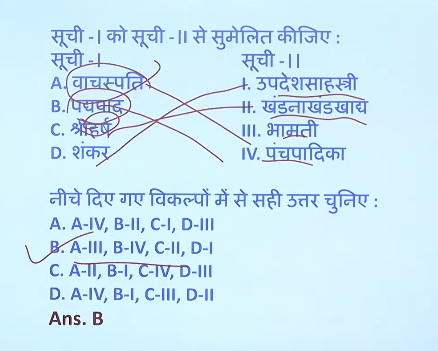 सूची -I को सूची -II से सुमेलित कीजिए :
सूची -I सूची -II
A. वाचस्पति I. उपदेशसाहस्त्री
B. पद्मपाद II. खंडनाखंडखाय
C. श्रीहर्ष III. भामती
D. शंकर IV. पंचपादिका
नीचे दिए गए विकल्पों में से सही उत्तर चुनिए :
A. A-IV, B-II, C-I, D-III
B. A-III, B-IV, C-II, D-I
C. A-II, B-I, C-IV, D-III
D. A-IV, B-I, C-III, D-II
Ans. B